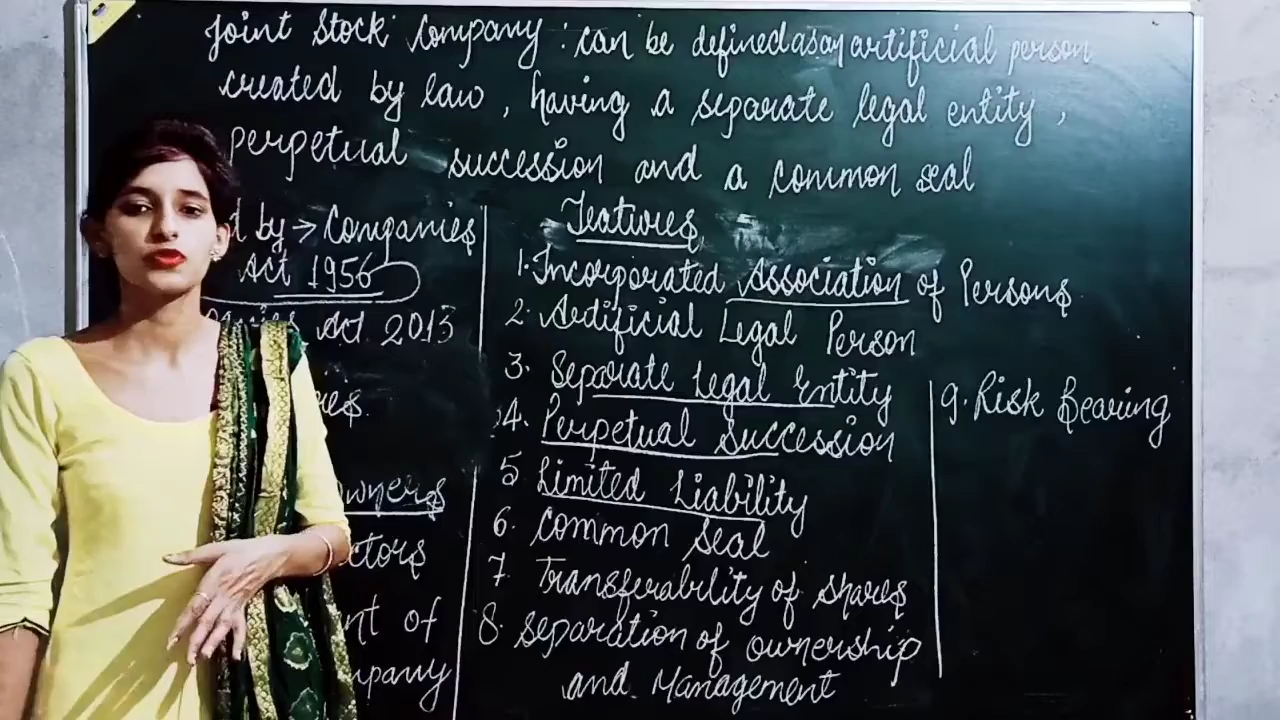 Joint Stock Company : can be defined as an artificial person
created by law, having a separate legal entity,
perpetual succession and a common seal
by → Companies
Act 1956
Act 2013
Owners
of
Features
1. Incorporated Association of Persons
2. Artificial Legal Person
3. Separate Legal Entity
4. Perpetual Succession
5 Limited Liability
6. Common Seal
7. Transferability of shares
8. Separation of ownership
and Management
9. Risk Bearing